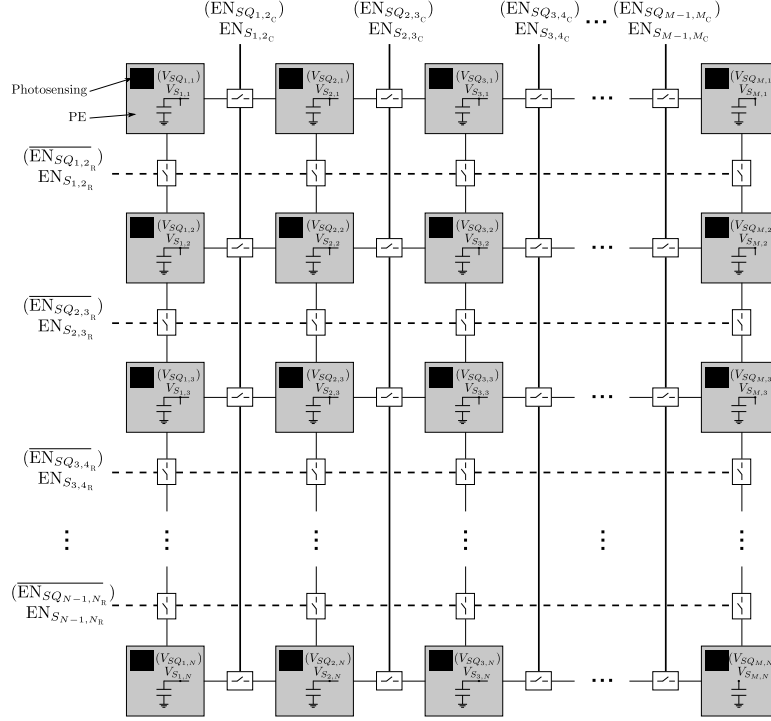 (EN_{SQ_{1,2_C}}) (EN_{SQ_{2,3_C}}) (EN_{SQ_{3,4_C}}) ··· (EN_{SQ_{M−1,M_C}})
EN_{S_{1,2_C}} EN_{S_{2,3_C}} EN_{S_{3,4_C}} EN_{S_{M−1,M_C}}
(V_{SQ_{1,1}}) (V_{SQ_{2,1}}) (V_{SQ_{3,1}}) (V_{SQ_{M,1}})
Photosensing V_{S_{1,1}} V_{S_{2,1}} V_{S_{3,1}} ··· V_{S_{M,1}}
PE
(\overline{EN_{SQ_{1,2_R}}})
EN_{S_{1,2_R}}
(V_{SQ_{1,2}}) (V_{SQ_{2,2}}) (V_{SQ_{3,2}}) (V_{SQ_{M,2}})
V_{S_{1,2}} V_{S_{2,2}} V_{S_{3,2}} ··· V_{S_{M,2}}
(\overline{EN_{SQ_{2,3_R}}})
EN_{S_{2,3_R}}
(V_{SQ_{1,3}}) (V_{SQ_{2,3}}) (V_{SQ_{3,3}}) (V_{SQ_{M,3}})
V_{S_{1,3}} V_{S_{2,3}} V_{S_{3,3}} ··· V_{S_{M,3}}
(\overline{EN_{SQ_{3,4_R}}})
EN_{S_{3,4_R}}
⋮ ⋮ ⋮ ⋮ ⋮ ⋮
(\overline{EN_{SQ_{N−1,N_R}}})
EN_{S_{N−1,N_R}}
(V_{SQ_{1,N}}) (V_{SQ_{2,N}}) (V_{SQ_{3,N}}) (V_{SQ_{M,N}})
V_{S_{1,N}} V_{S_{2,N}} V_{S_{3,N}} ··· V_{S_{M,N}}